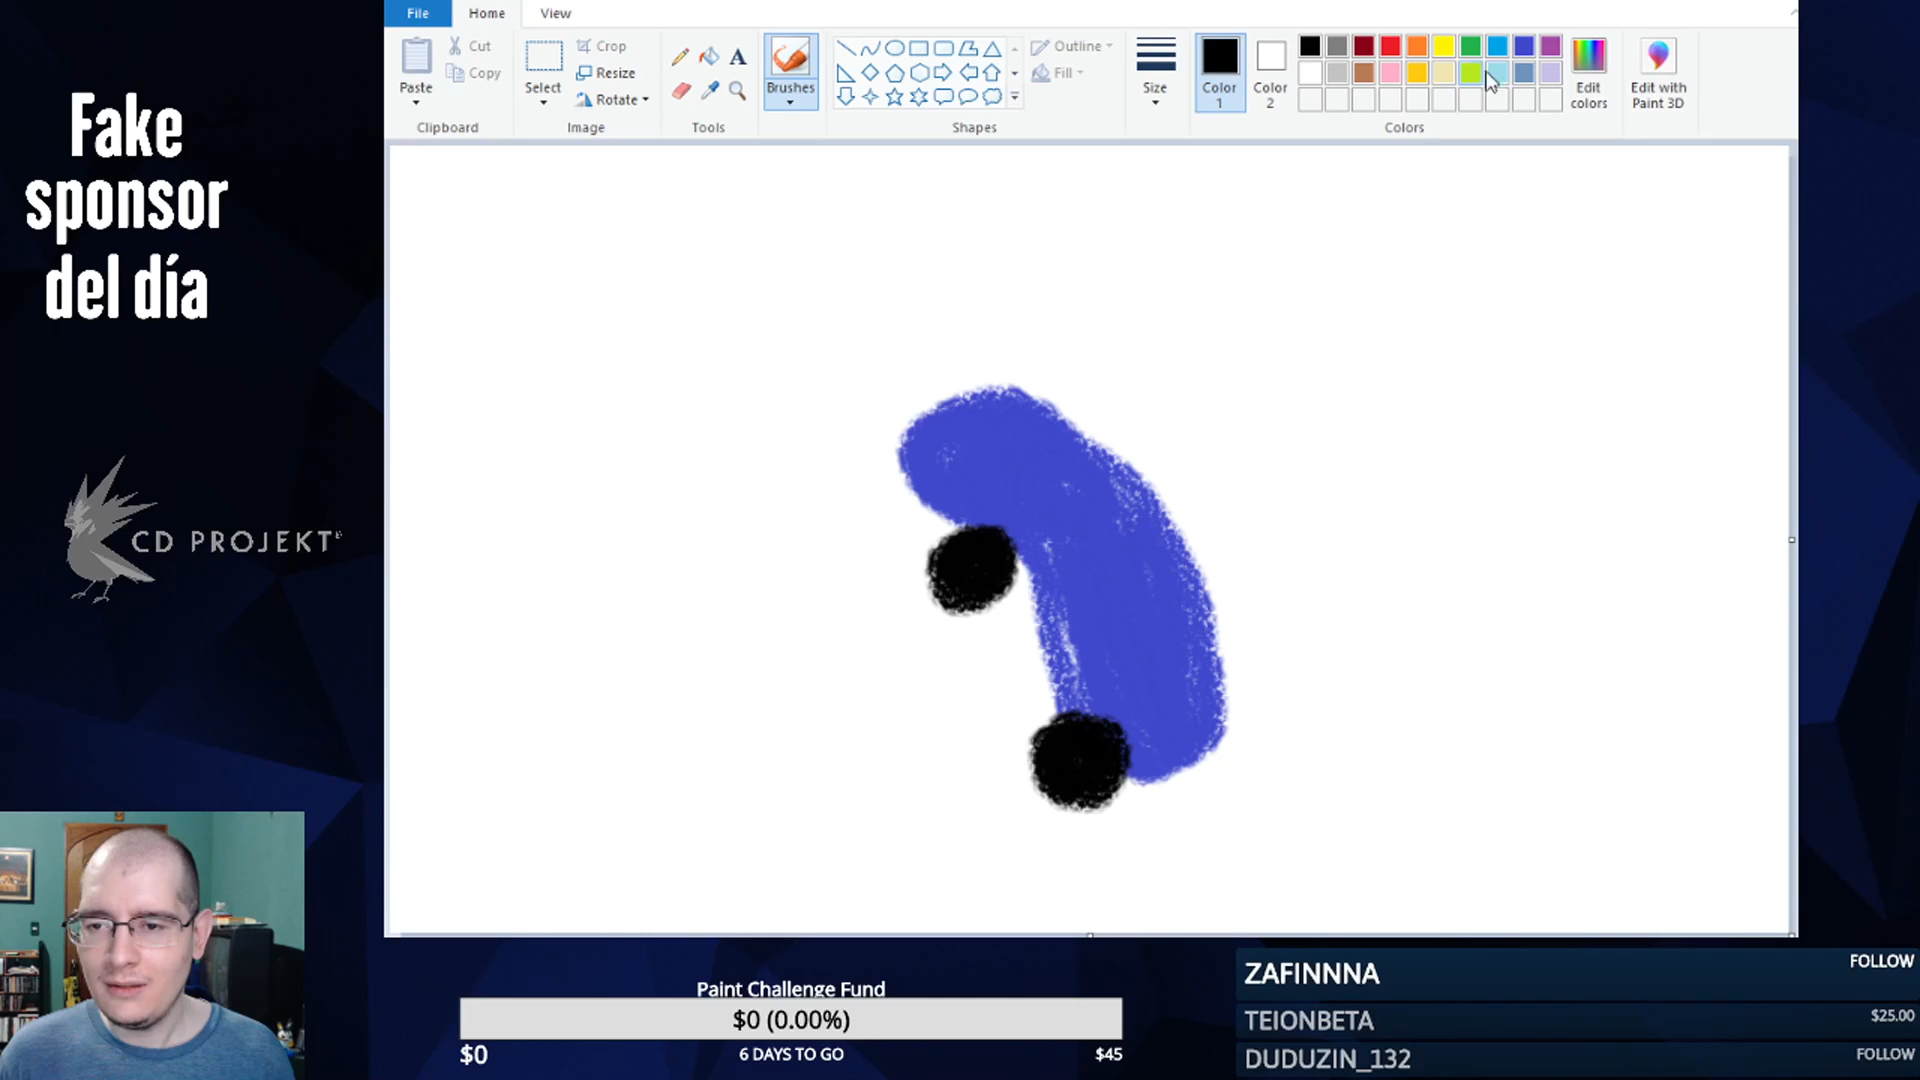 File Home View
Cut
Copy
Paste
Clipboard
Crop
Resize
Rotate
Select
Image
Tools
Brushes
Shapes
Outline
Fill
Size
Color 1
Color 2
Edit colors
Edit with Paint 3D
Colors
Fake
sponsor
del día
CD PROJEKT
Paint Challenge Fund
$0 (0.00%)
$0 6 DAYS TO GO $45
ZAFINNNA FOLLOW
TEIONBETA $25.00
DUDUZIN_132 FOLLOW